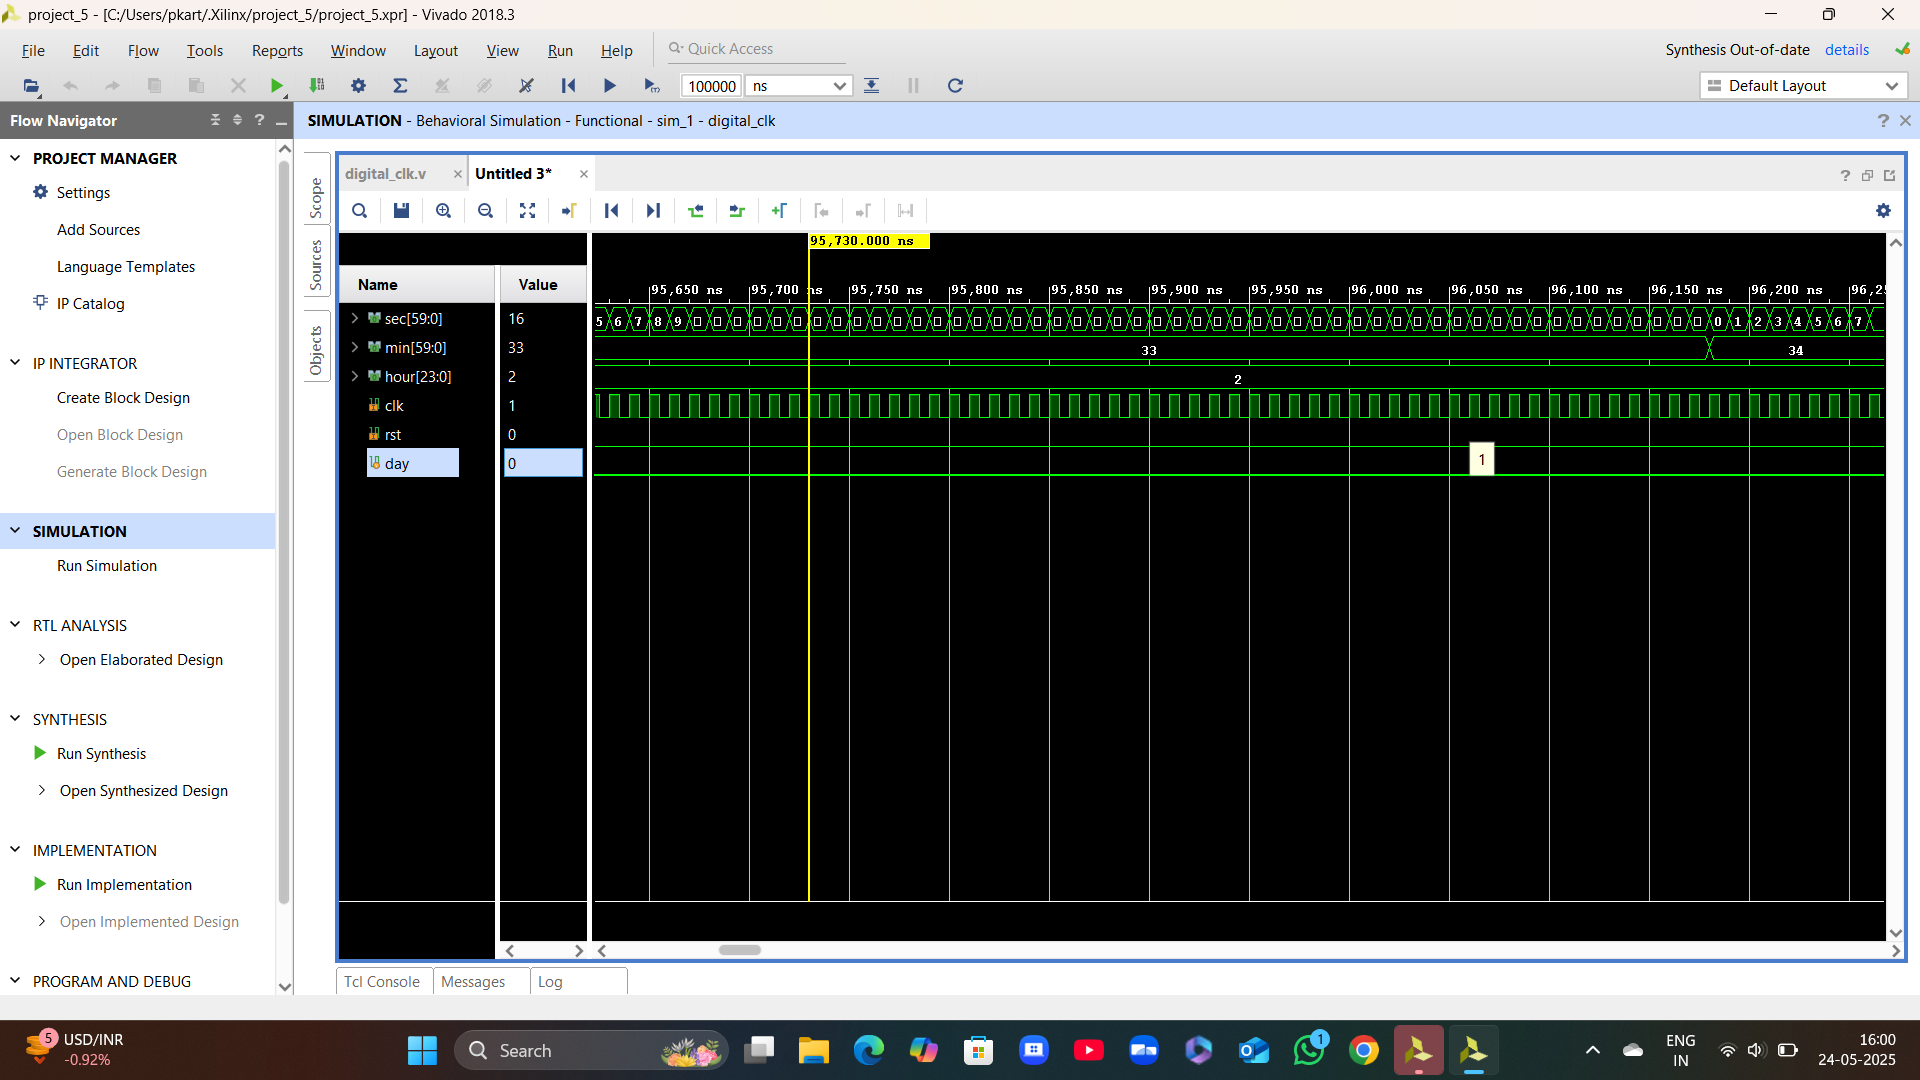 project_5 - [C:/Users/pkart/.Xilinx/project_5/project_5.xpr] - Vivado 2018.3
File Edit Flow Tools Reports Window Layout View Run Help Quick Access
Synthesis Out-of-date details
100000 ns
Default Layout
Flow Navigator
SIMULATION - Behavioral Simulation - Functional - sim_1 - digital_clk
PROJECT MANAGER
Settings
Add Sources
Language Templates
IP Catalog
IP INTEGRATOR
Create Block Design
Open Block Design
Generate Block Design
SIMULATION
Run Simulation
RTL ANALYSIS
Open Elaborated Design
SYNTHESIS
Run Synthesis
Open Synthesized Design
IMPLEMENTATION
Run Implementation
Open Implemented Design
PROGRAM AND DEBUG
Scope
Sources
Objects
digital_clk.v
Untitled 3*
95,730.000 ns
Name Value
95,650 ns 95,700 ns 95,750 ns 95,800 ns 95,850 ns 95,900 ns 95,950 ns 96,000 ns 96,050 ns 96,100 ns 96,150 ns 96,200 ns 96,2
sec[59:0] 16
5 6 7 8 9 0 1 2 3 4 5 6 7
min[59:0] 33
33 34
hour[23:0] 2
2
clk 1
rst 0
day 0
1
Tcl Console Messages Log
5
USD/INR
-0.92%
Search
1
ENG
IN
16:00
24-05-2025